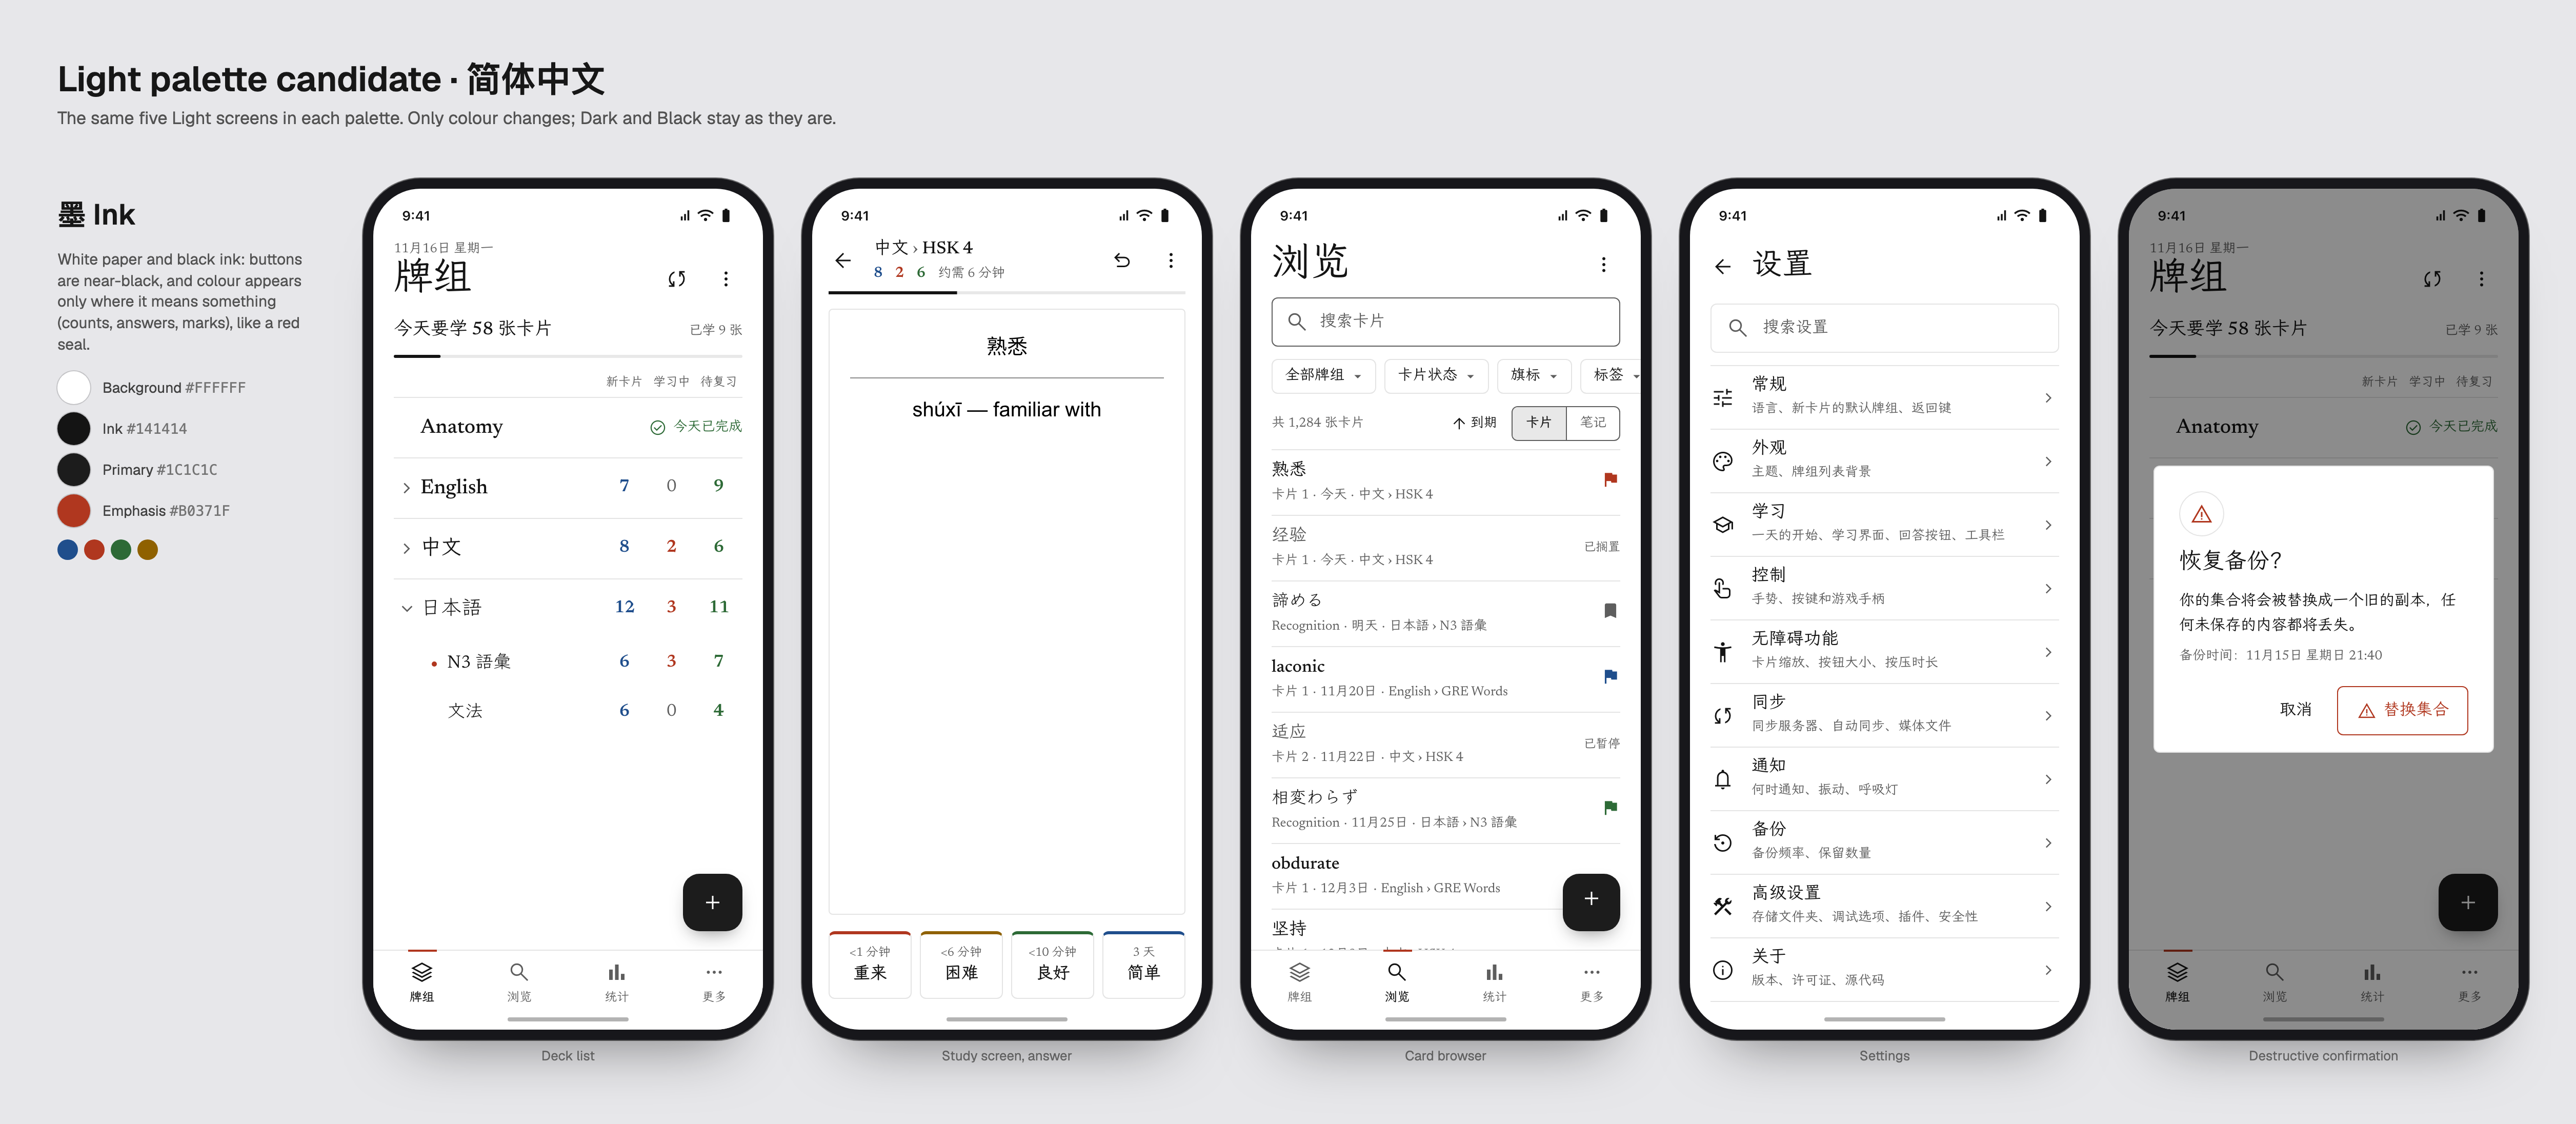 Light palette candidate · 简体中文
The same five Light screens in each palette. Only colour changes; Dark and Black stay as they are.
墨 Ink
White paper and black ink: buttons
are near-black, and colour appears
only where it means something
(counts, answers, marks), like a red
seal.
Background #FFFFFF
Ink #141414
Primary #1C1C1C
Emphasis #B0371F
9:41
11月16日 星期一
牌组
今天要学 58 张卡片
已学 9 张
新卡片 学习中 待复习
Anatomy 今天已完成
English 7 0 9
中文 8 2 6
日本語 12 3 11
N3 語彙 6 3 7
文法 6 0 4
+
牌组 浏览 统计 更多
Deck list
9:41
中文 › HSK 4
8 2 6 约需 6 分钟
熟悉
shúxī — familiar with
<1 分钟 <6 分钟 <10 分钟 3 天
重来 困难 良好 简单
Study screen, answer
9:41
浏览
搜索卡片
全部牌组 卡片状态 旗标 标签
共 1,284 张卡片 到期 卡片 笔记
熟悉
卡片 1 · 今天 · 中文 › HSK 4
经验
卡片 1 · 今天 · 中文 › HSK 4
已搁置
諦める
Recognition · 明天 · 日本語 › N3 語彙
laconic
卡片 1 · 11月20日 · English › GRE Words
适应
卡片 2 · 11月22日 · 中文 › HSK 4
已暂停
相変わらず
Recognition · 11月25日 · 日本語 › N3 語彙
obdurate
卡片 1 · 12月3日 · English › GRE Words
坚持
+
牌组 浏览 统计 更多
Card browser
9:41
设置
搜索设置
常规
语言、新卡片的默认牌组、返回键
外观
主题、牌组列表背景
学习
一天的开始、学习界面、回答按钮、工具栏
控制
手势、按键和游戏手柄
无障碍功能
卡片缩放、按钮大小、按压时长
同步
同步服务器、自动同步、媒体文件
通知
何时通知、振动、呼吸灯
备份
备份频率、保留数量
高级设置
存储文件夹、调试选项、插件、安全性
关于
版本、许可证、源代码
Settings
9:41
11月16日 星期一
牌组
今天要学 58 张卡片
已学 9 张
新卡片 学习中 待复习
Anatomy 今天已完成
恢复备份？
你的集合将会被替换成一个旧的副本，任
何未保存的内容都将丢失。
备份时间：11月15日 星期日 21:40
取消 替换集合
+
牌组 浏览 统计 更多
Destructive confirmation